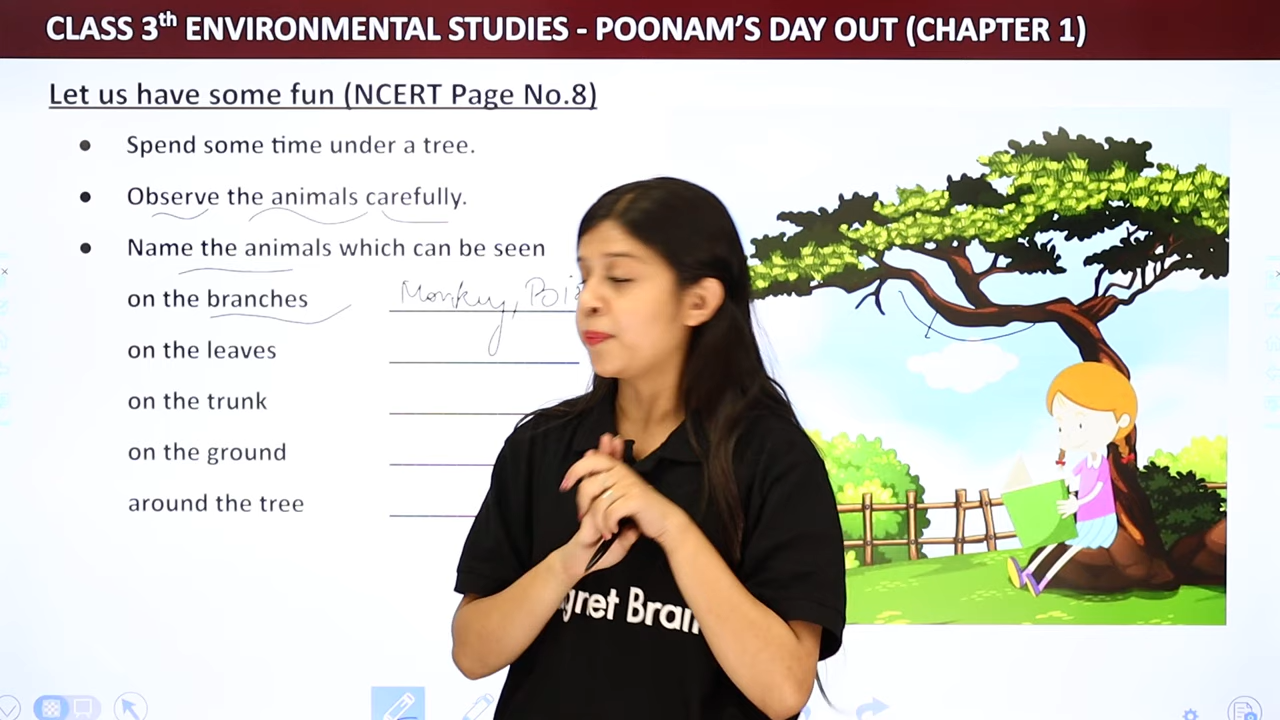 CLASS 3th ENVIRONMENTAL STUDIES - POONAM'S DAY OUT (CHAPTER 1)
Let us have some fun (NCERT Page No.8)
• Spend some time under a tree.
• Observe the animals carefully.
• Name the animals which can be seen
on the branches Monkey,
on the leaves
on the trunk
on the ground
around the tree
gret Bra